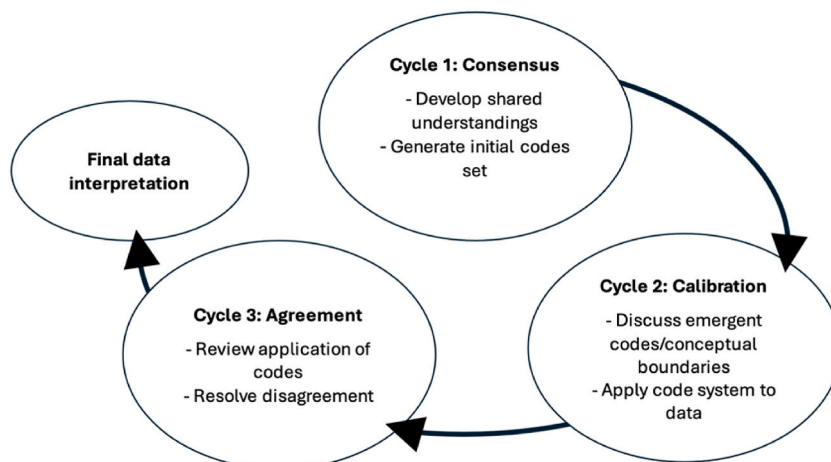 Cycle 1: Consensus
- Develop shared
understandings
- Generate initial codes
set
Cycle 2: Calibration
- Discuss emergent
codes/conceptual
boundaries
- Apply code system to
data
Cycle 3: Agreement
- Review application of
codes
- Resolve disagreement
Final data
interpretation